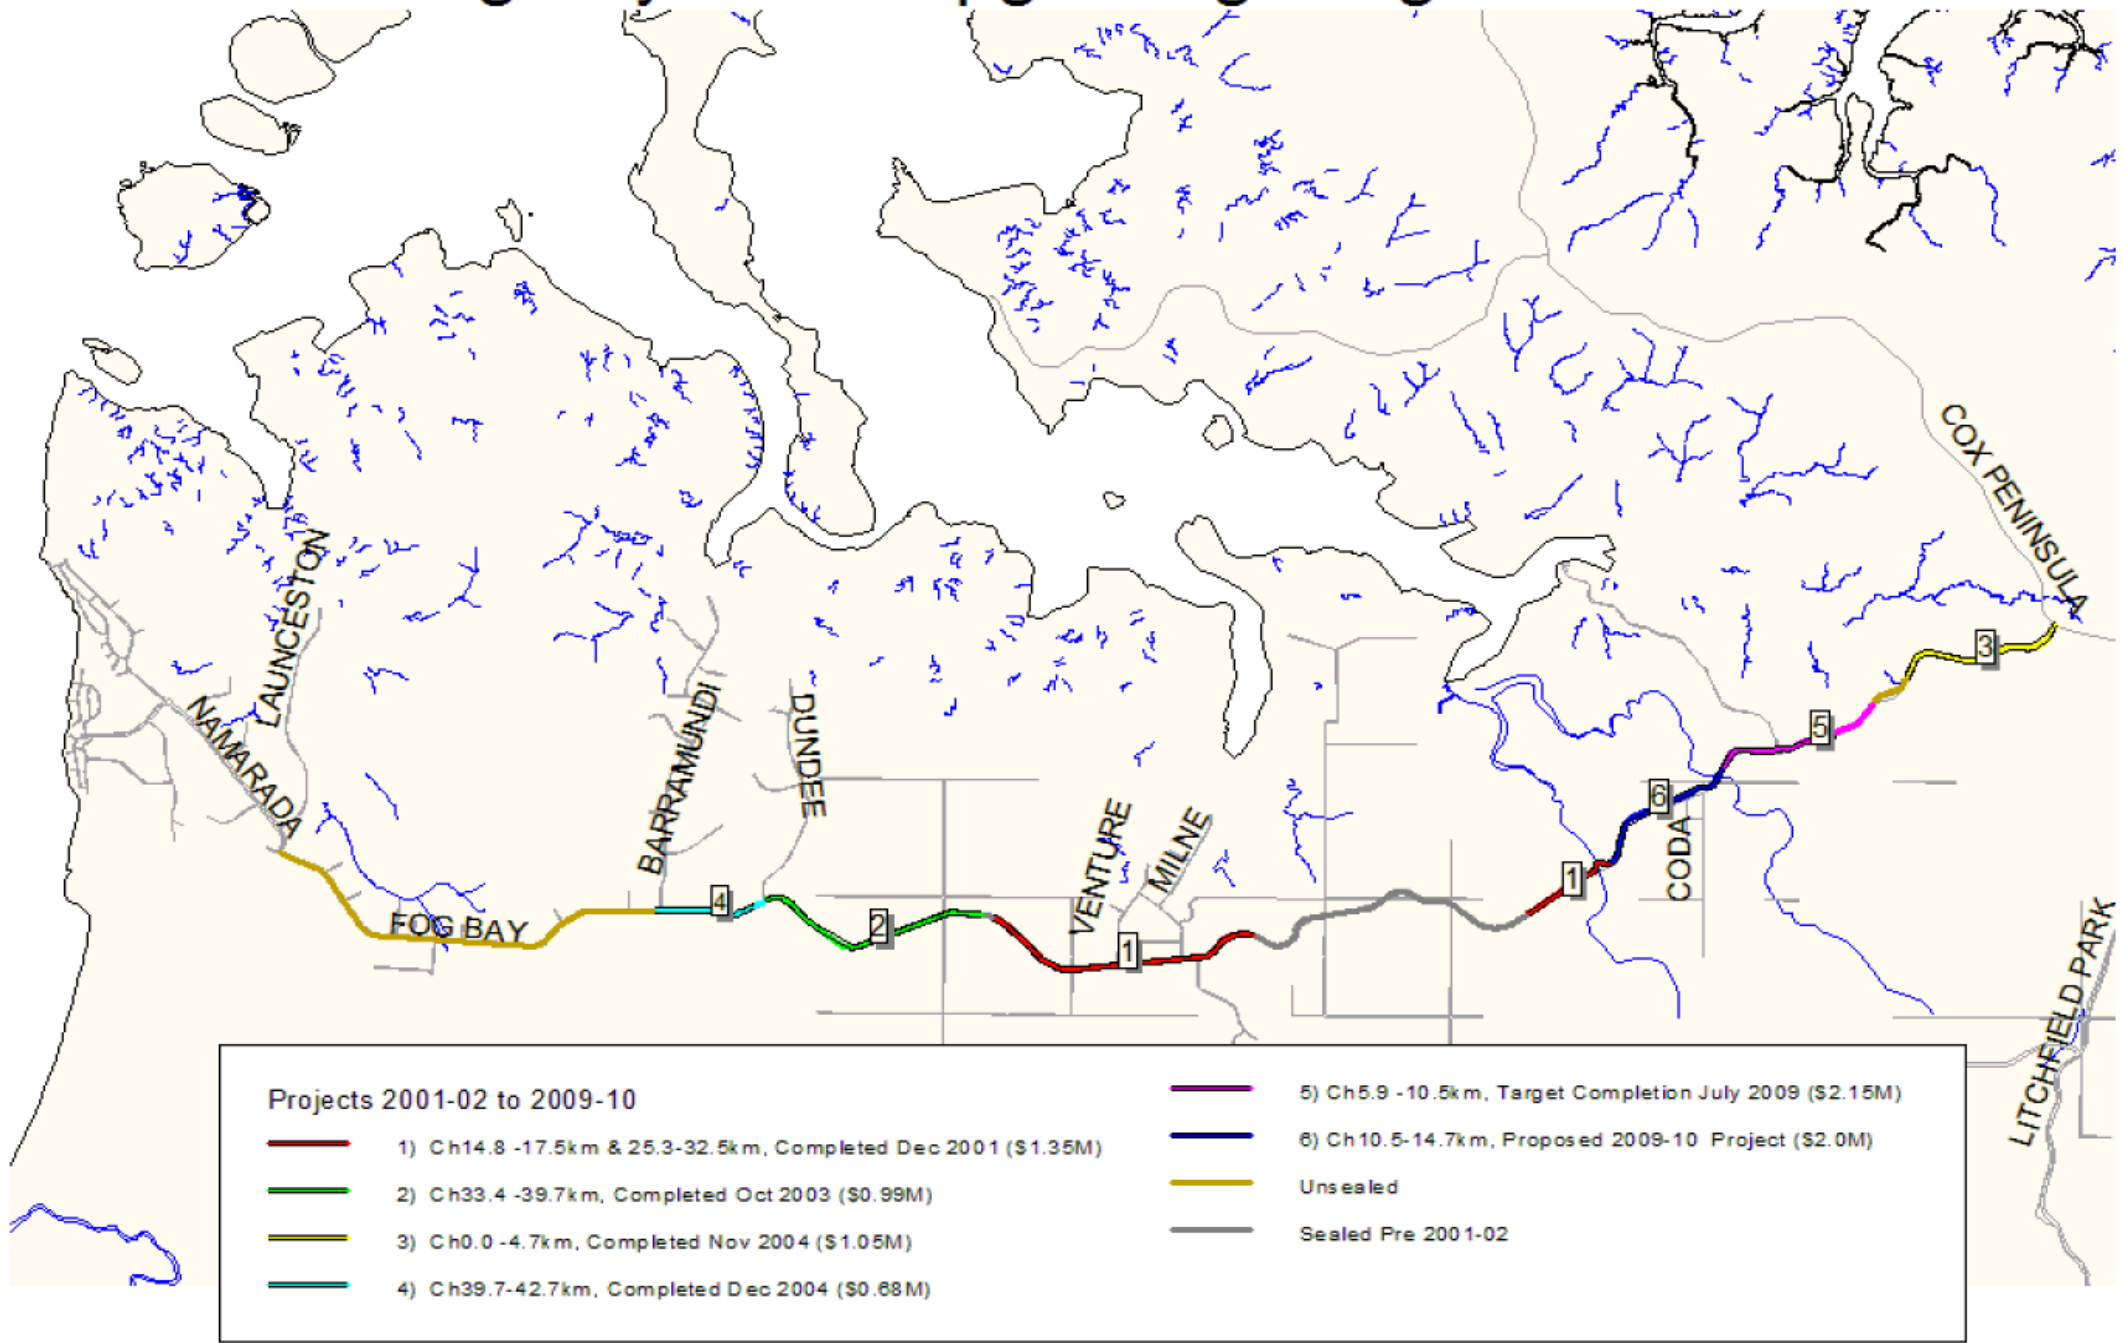 COX PENINSULA
LAUNCESTON
NAMARADA
BARRAMUNDI
DUNDEE
3
5
6
CODA
VENTURE
MILNE
1
4
2
FOG BAY
1
LITCHFIELD PARK
Projects 2001-02 to 2009-10
1) Ch14.8 -17.5km & 25.3-32.5km, Completed Dec 2001 ($1.35M)
2) Ch33.4 -39.7km, Completed Oct 2003 ($0.99M)
3) Ch0.0 -4.7km, Completed Nov 2004 ($1.05M)
4) Ch39.7-42.7km, Completed Dec 2004 ($0.68M)
5) Ch5.9 -10.5km, Target Completion July 2009 ($2.15M)
6) Ch10.5-14.7km, Proposed 2009-10 Project ($2.0M)
Unsealed
Sealed Pre 2001-02